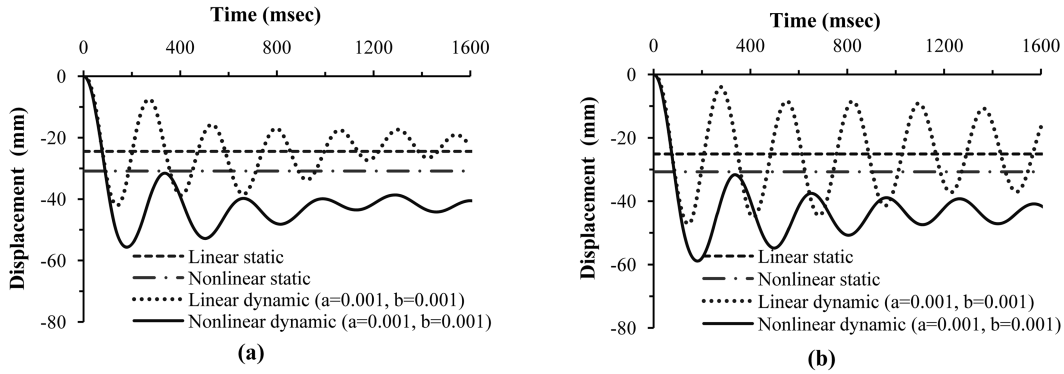 Time (msec)
0 400 800 1200 1600
0
-20
-40
-60
-80
Displacement (mm)
Linear static
Nonlinear static
Linear dynamic (a=0.001, b=0.001)
Nonlinear dynamic (a=0.001, b=0.001)
(a)
Time (msec)
0 400 800 1200 1600
0
-20
-40
-60
-80
Displacement (mm)
Linear static
Nonlinear static
Linear dynamic (a=0.001, b=0.001)
Nonlinear dynamic (a=0.001, b=0.001)
(b)